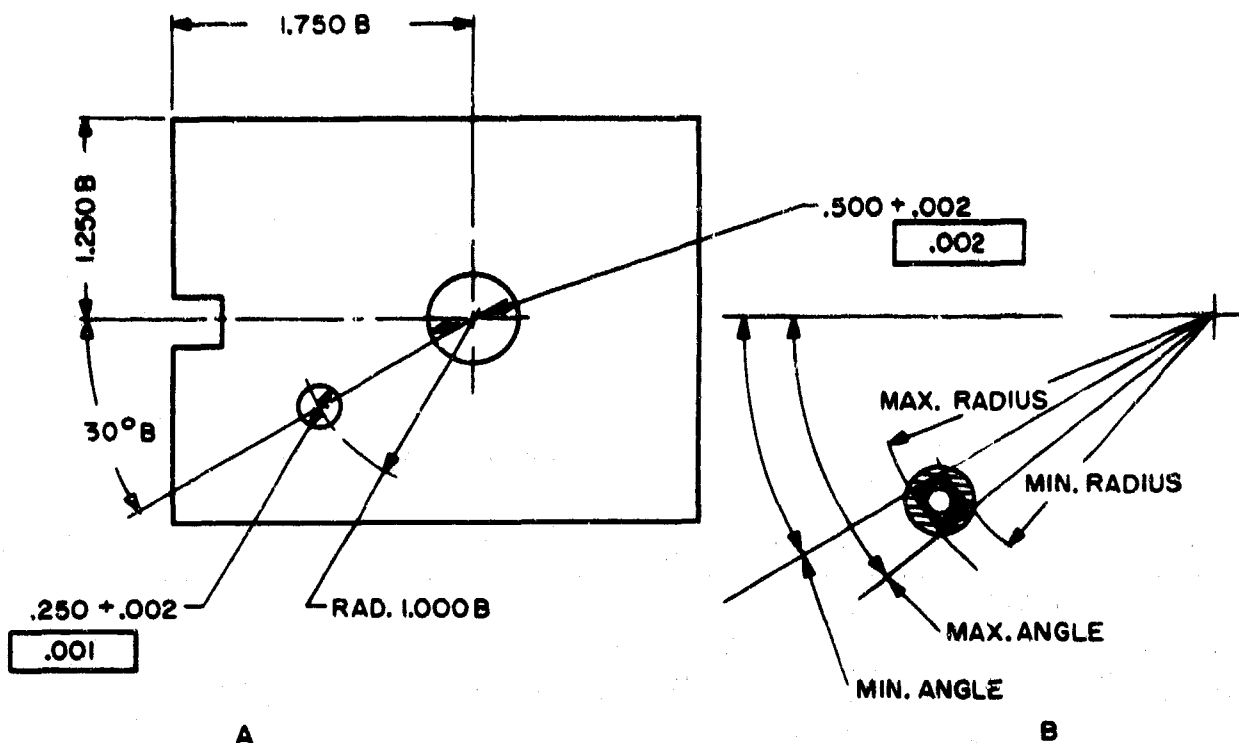 1.750 B
1.250 B
.500 +.002
.002
30° B
MAX. RADIUS
MIN. RADIUS
.250 +.002
.001
RAD. 1.000 B
MAX. ANGLE
MIN. ANGLE
A
B